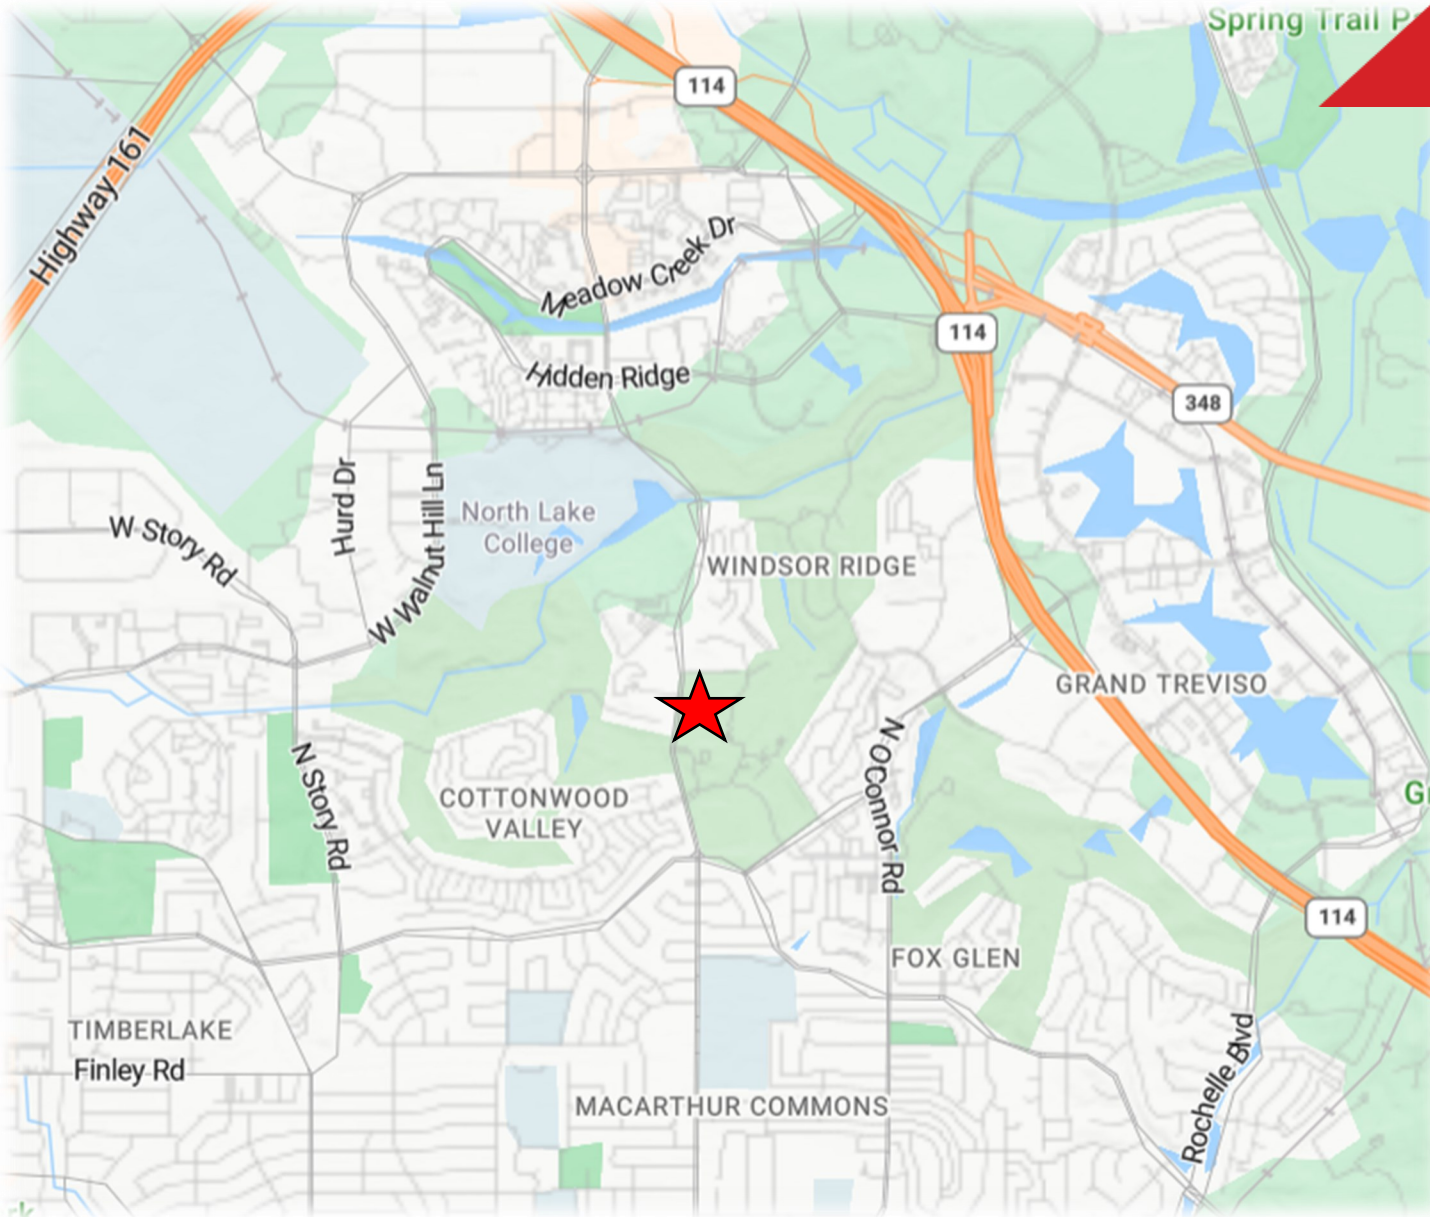 Spring Trail P
114
Highway 161
Meadow Creek Dr
114
Hidden Ridge
348
Hurd Dr
W Walnut Hill Ln
North Lake
College
W Story Rd
WINDSOR RIDGE
GRAND TREVISO
N Story Rd
N OConnor Rd
COTTONWOOD
VALLEY
G
114
FOX GLEN
TIMBERLAKE
Finley Rd
Rochelle Blvd
MACARTHUR COMMONS
rk